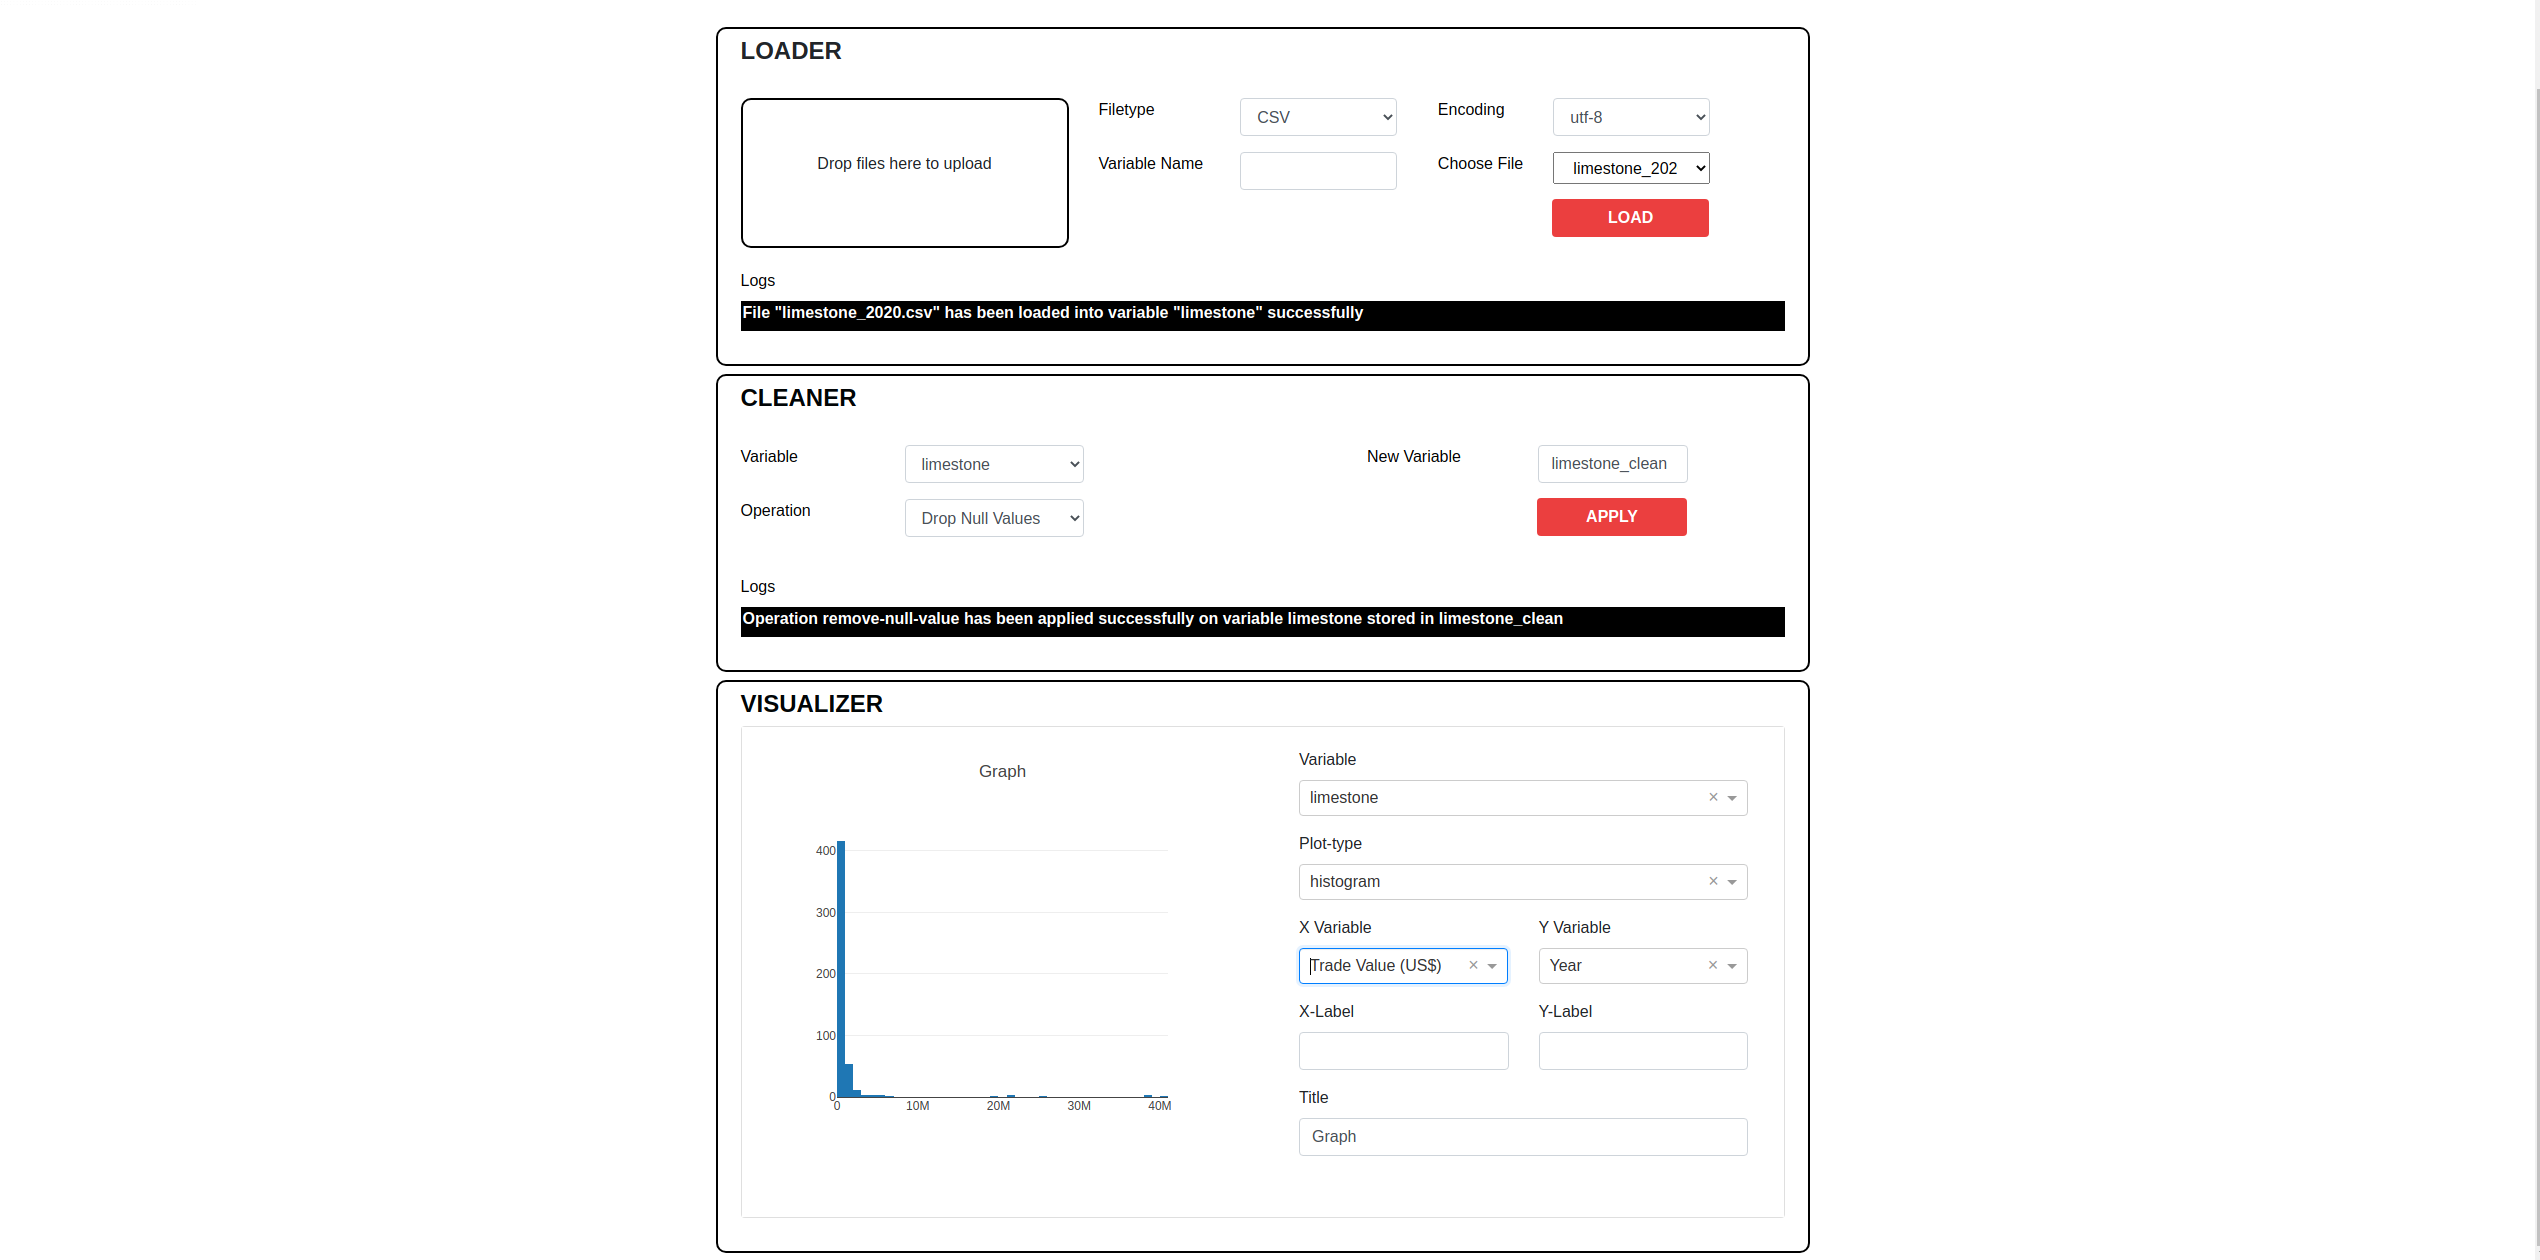 LOADER
Drop files here to upload
Filetype
CSV
Encoding
utf-8
Variable Name
Choose File
limestone_202
LOAD
Logs
File "limestone_2020.csv" has been loaded into variable "limestone" successfully
CLEANER
Variable
limestone
New Variable
limestone_clean
Operation
Drop Null Values
APPLY
Logs
Operation remove-null-value has been applied successfully on variable limestone stored in limestone_clean
VISUALIZER
Graph
400
300
200
100
0
0 10M 20M 30M 40M
Variable
limestone × 
Plot-type
histogram × 
X Variable
Trade Value (US$) × 
Y Variable
Year × 
X-Label
Y-Label
Title
Graph